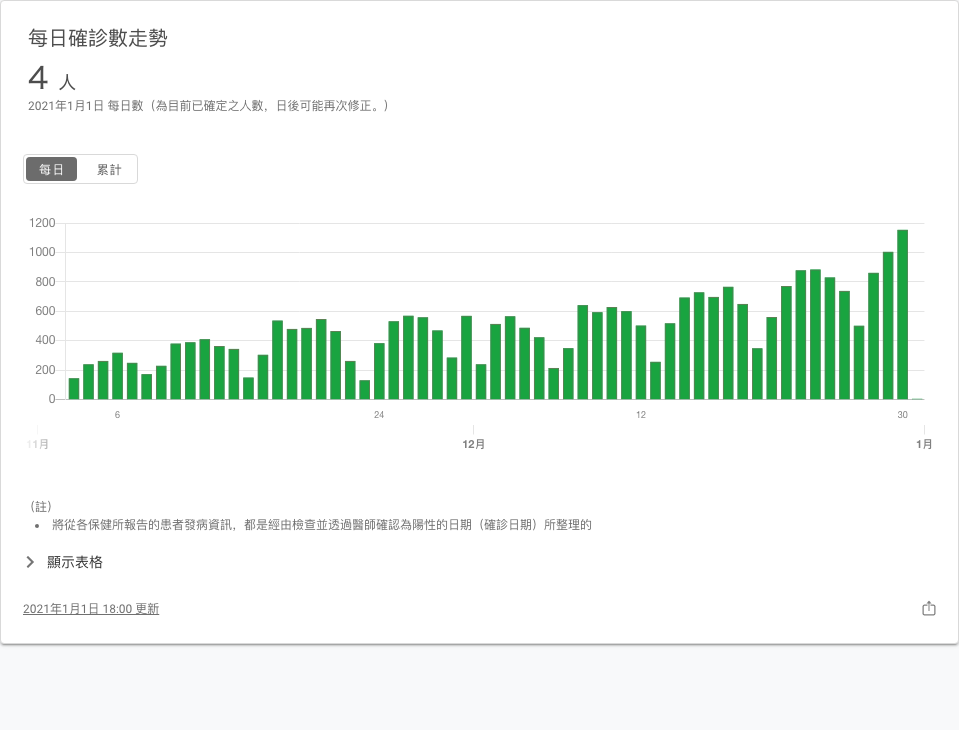 每日確診數走勢
4 人
2021年1月1日 每日數（為目前已確定之人數，日後可能再次修正。）
每日 累計
1200
1000
800
600
400
200
0
6 24 12 30
11月 12月 1月
（註）
• 將從各保健所報告的患者發病資訊，都是經由檢查並透過醫師確認為陽性的日期（確診日期）所整理的
顯示表格
2021年1月1日 18:00 更新